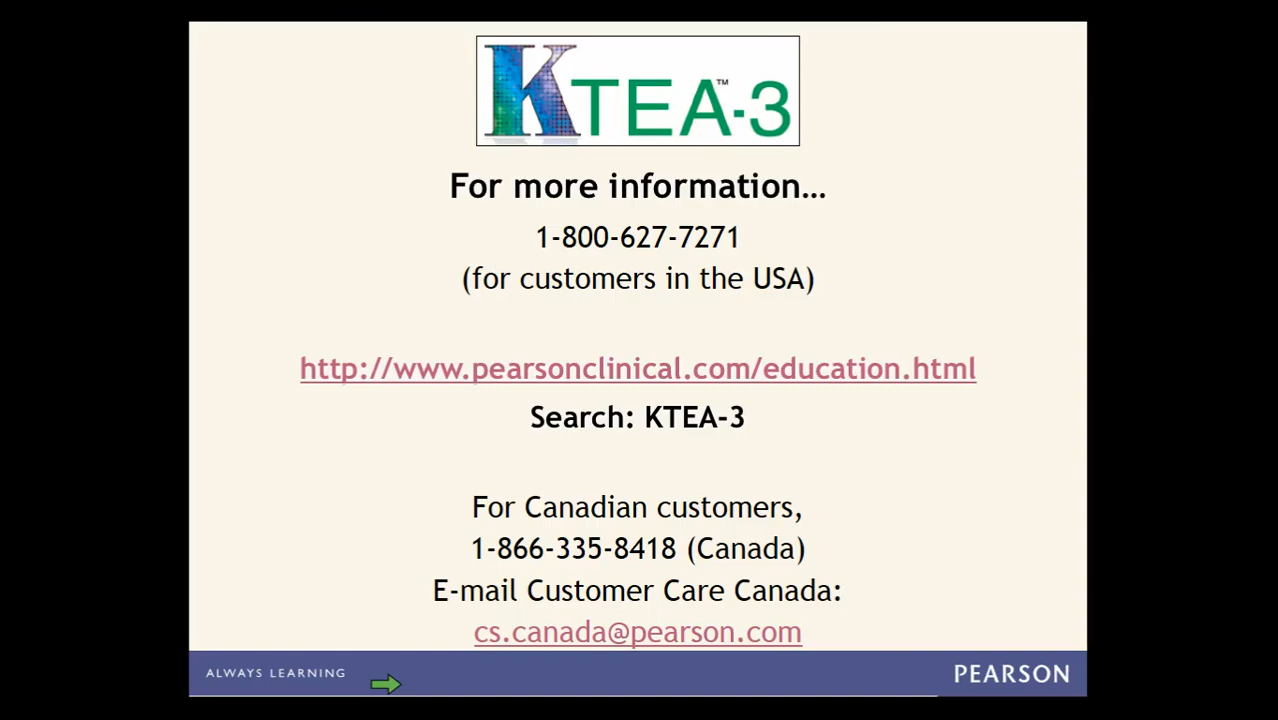 KTEA™-3
For more information…
1-800-627-7271
(for customers in the USA)
http://www.pearsonclinical.com/education.html
Search: KTEA-3
For Canadian customers,
1-866-335-8418 (Canada)
E-mail Customer Care Canada:
cs.canada@pearson.com
ALWAYS LEARNING
PEARSON